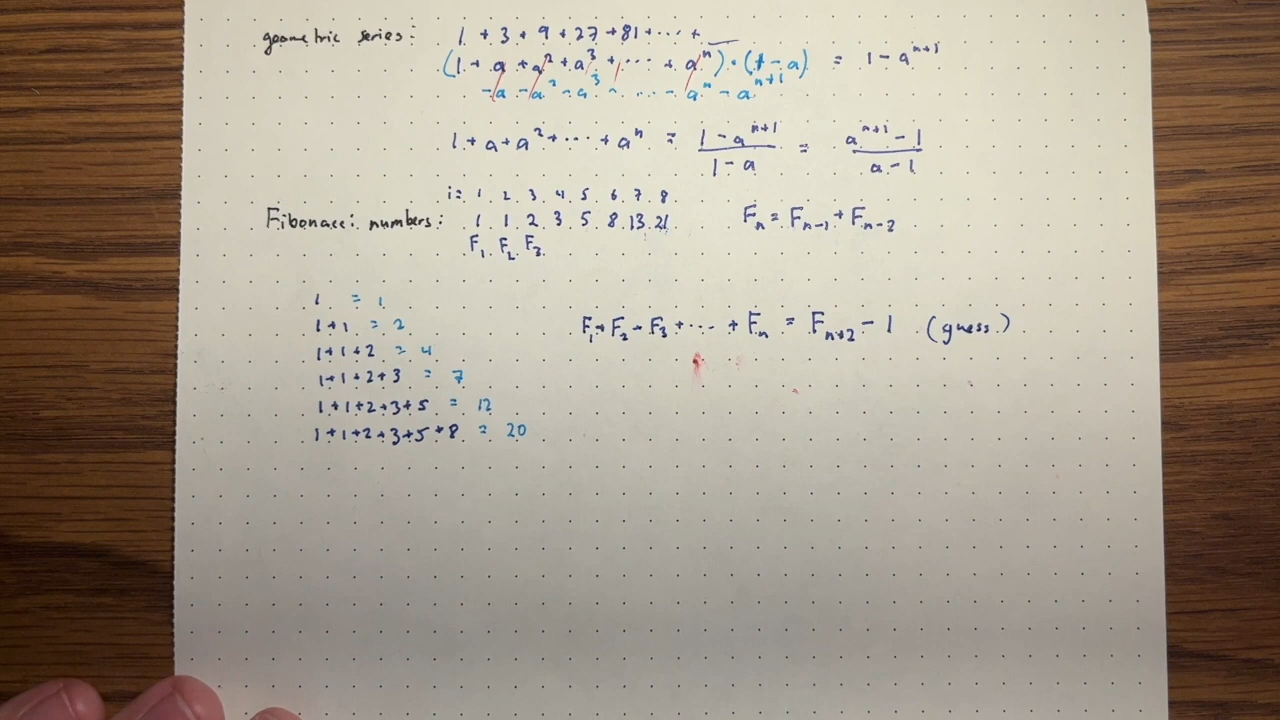 geometric series: 1 + 3 + 9 + 27 + 81 + ··· +
(1 + a + a² + a³ + ··· + aⁿ) · (1 - a) = 1 - aⁿ⁺¹
- a - a² - a³ - ··· - aⁿ - aⁿ⁺¹
1 + a + a² + ··· + aⁿ = (1 - aⁿ⁺¹)/(1 - a) = (aⁿ⁺¹ - 1)/(a - 1)
i= 1 2 3 4 5 6 7 8
Fibonacci numbers: 1 1 2 3 5 8 13 21 Fₙ = Fₙ₋₁ + Fₙ₋₂
F₁ F₂ F₃
1 = 1
1+1 = 2 F₁+F₂+F₃+···+Fₙ = Fₙ₊₂ - 1 (guess)
1+1+2 = 4
1+1+2+3 = 7
1+1+2+3+5 = 12
1+1+2+3+5+8 = 20